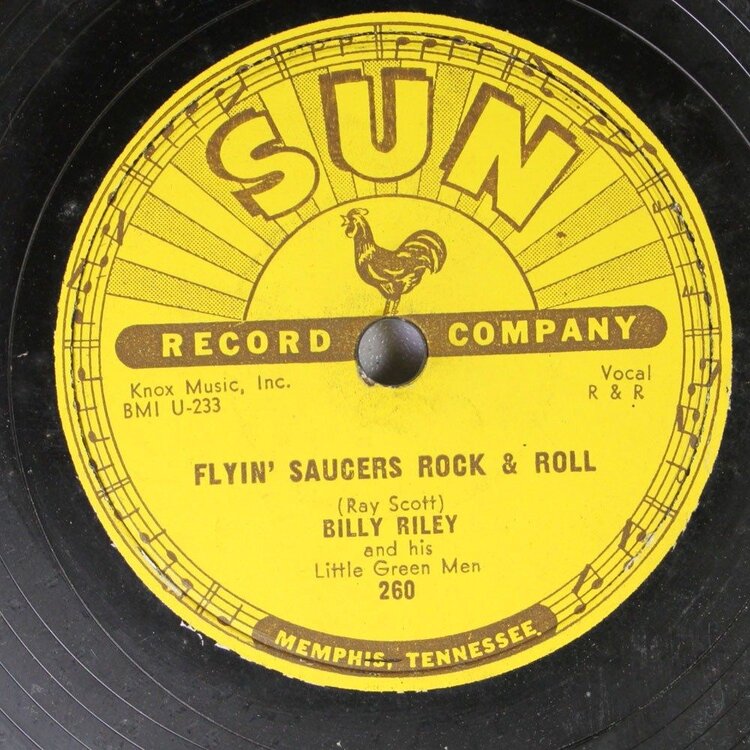 SUN
RECORD COMPANY
Knox Music, Inc.
BMI U-233
Vocal
R & R
FLYIN' SAUCERS ROCK & ROLL
(Ray Scott)
BILLY RILEY
and his
Little Green Men
260
MEMPHIS, TENNESSEE